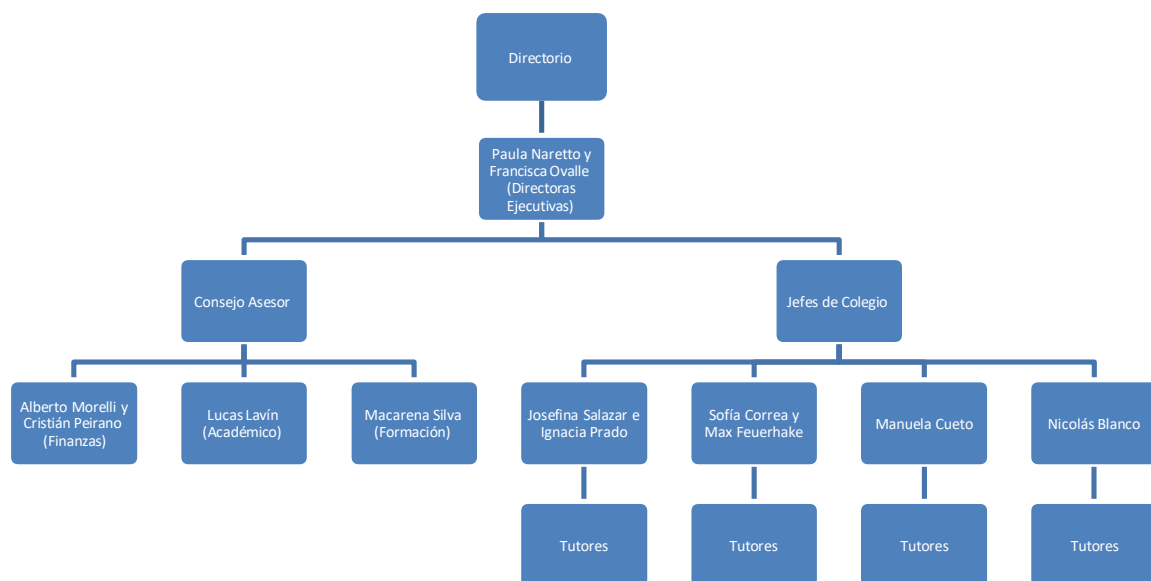 Directorio
Paula Naretto y
Francisca Ovalle
(Directoras
Ejecutivas)
Consejo Asesor
Jefes de Colegio
Alberto Morelli y
Cristián Peirano
(Finanzas)
Lucas Lavín
(Académico)
Macarena Silva
(Formación)
Josefina Salazar e
Ignacia Prado
Sofía Correa y
Max Feuerhake
Manuela Cueto
Nicolás Blanco
Tutores
Tutores
Tutores
Tutores